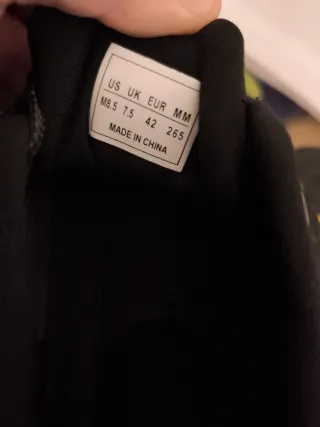 US UK EUR MM
M8.5 7.5 42 265
MADE IN CHINA